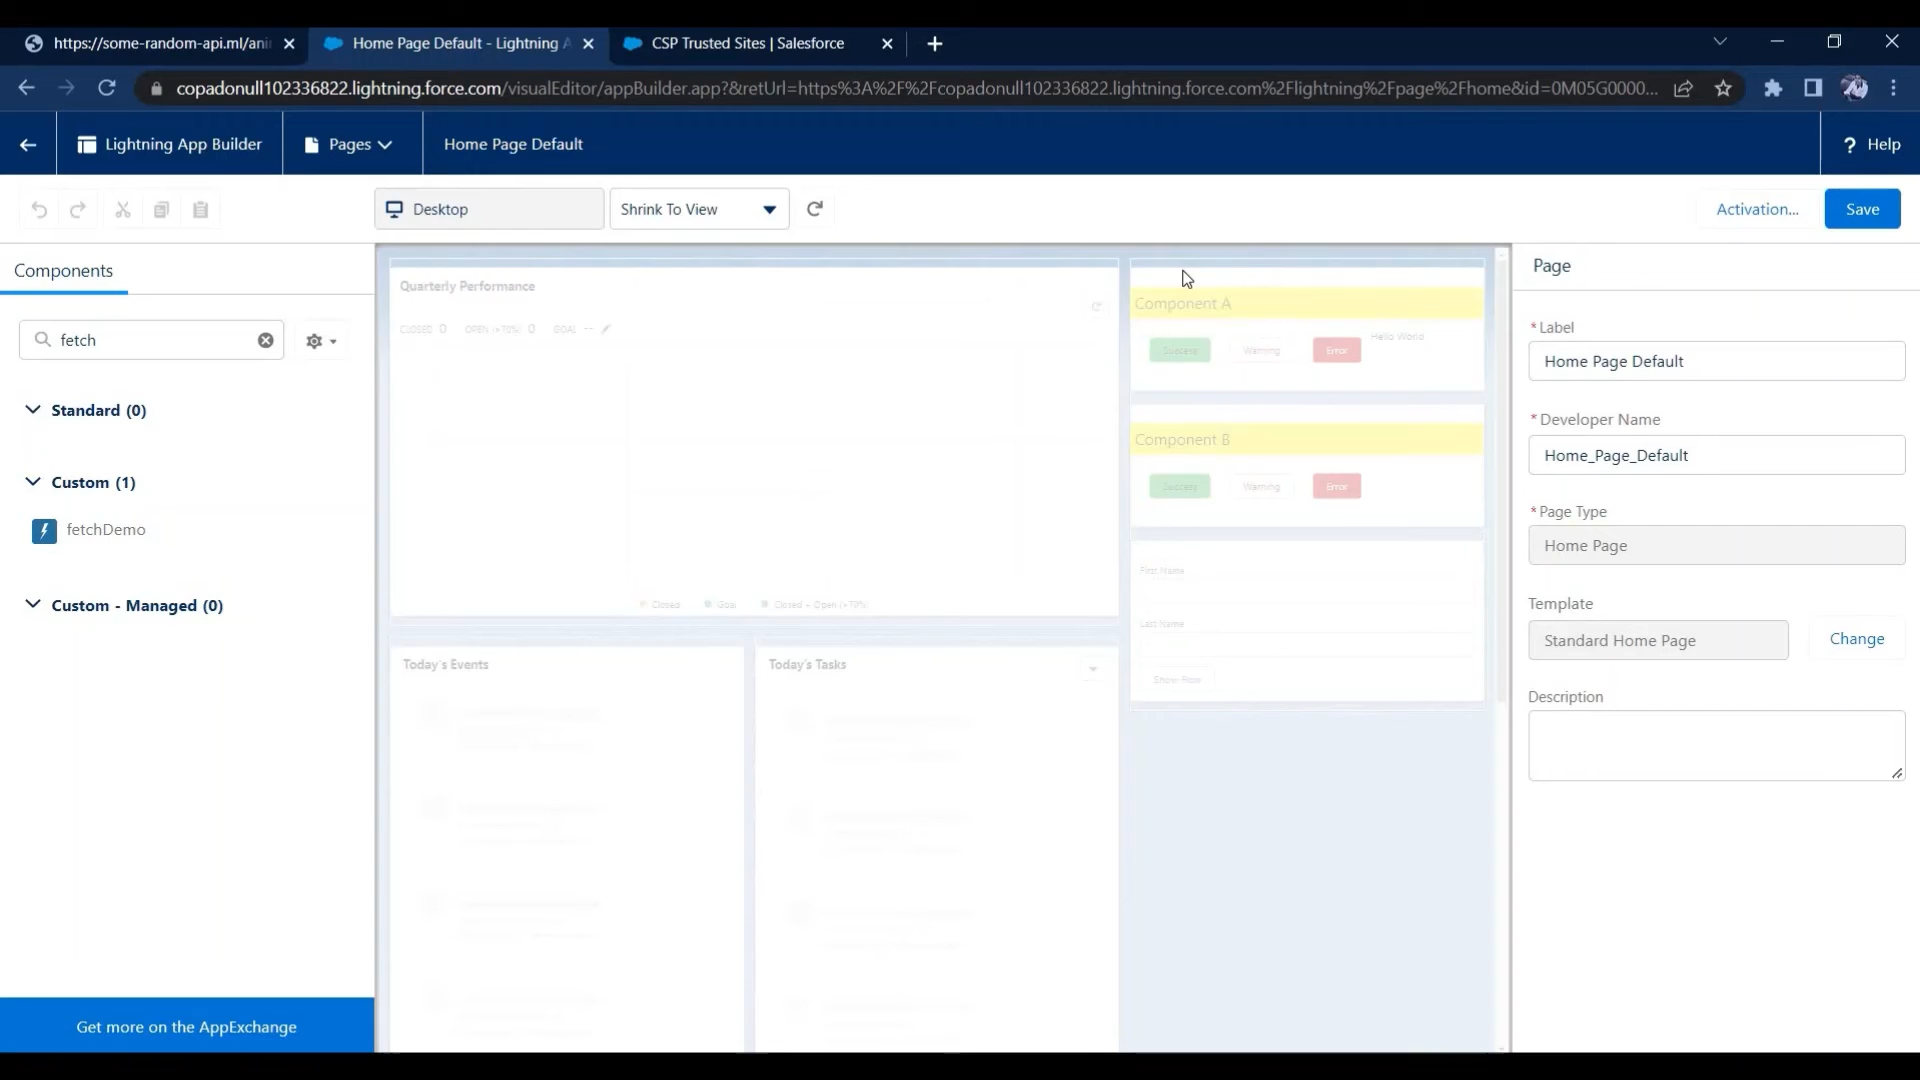 https://some-random-api.ml/ani
Home Page Default - Lightning A
CSP Trusted Sites | Salesforce
copadonull102336822.lightning.force.com/visualEditor/appBuilder.app?&retUrl=https%3A%2F%2Fcopadonull102336822.lightning.force.com%2Flightning%2Fpage%2Fhome&id=0M05G0000...
Lightning App Builder
Pages
Home Page Default
? Help
Desktop
Shrink To View
Activation...
Save
Components
fetch
Standard (0)
Custom (1)
fetchDemo
Custom - Managed (0)
Get more on the AppExchange
Quarterly Performance
CLOSED 0 OPEN (>70%) 0 GOAL --
Closed Goal Closed + Open (>70%)
Today's Events
Today's Tasks
Component A
Success Warning Error Hello World
Component B
Success Warning Error
First Name
Last Name
Show Row
Page
* Label
Home Page Default
* Developer Name
Home_Page_Default
* Page Type
Home Page
Template
Standard Home Page
Change
Description